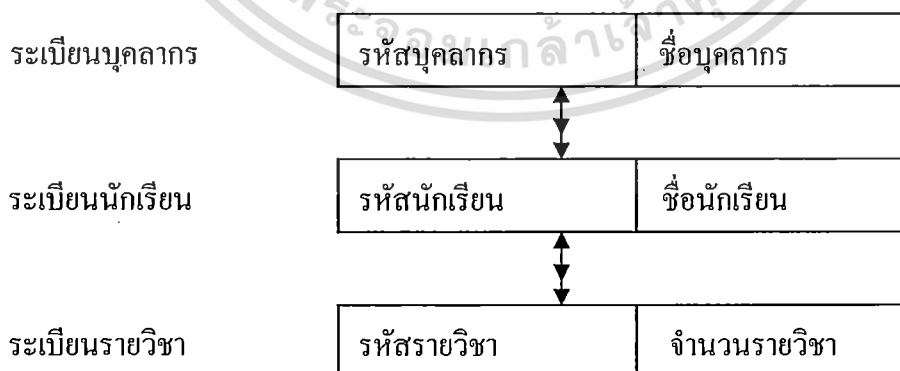 ระเบียนบุคลากร รหัสบุคลากร ชื่อบุคลากร
ระเบียนนักเรียน รหัสนักเรียน ชื่อนักเรียน
ระเบียนรายวิชา รหัสรายวิชา จำนวนรายวิชา